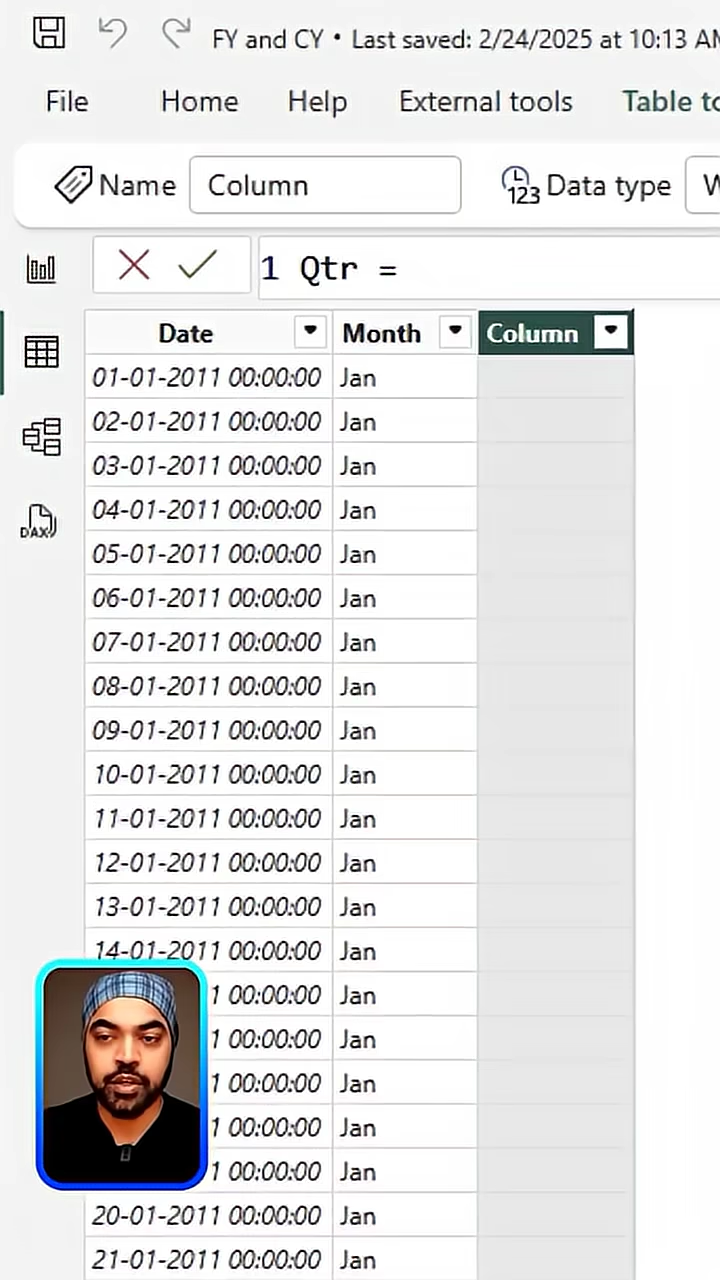 FY and CY • Last saved: 2/24/2025 at 10:13 AM
File Home Help External tools Table to
Name Column 123 Data type W
1 Qtr =
Date Month Column
01-01-2011 00:00:00 Jan
02-01-2011 00:00:00 Jan
03-01-2011 00:00:00 Jan
04-01-2011 00:00:00 Jan
DAX
05-01-2011 00:00:00 Jan
06-01-2011 00:00:00 Jan
07-01-2011 00:00:00 Jan
08-01-2011 00:00:00 Jan
09-01-2011 00:00:00 Jan
10-01-2011 00:00:00 Jan
11-01-2011 00:00:00 Jan
12-01-2011 00:00:00 Jan
13-01-2011 00:00:00 Jan
14-01-2011 00:00:00 Jan
1 00:00:00 Jan
1 00:00:00 Jan
1 00:00:00 Jan
1 00:00:00 Jan
1 00:00:00 Jan
20-01-2011 00:00:00 Jan
21-01-2011 00:00:00 Jan